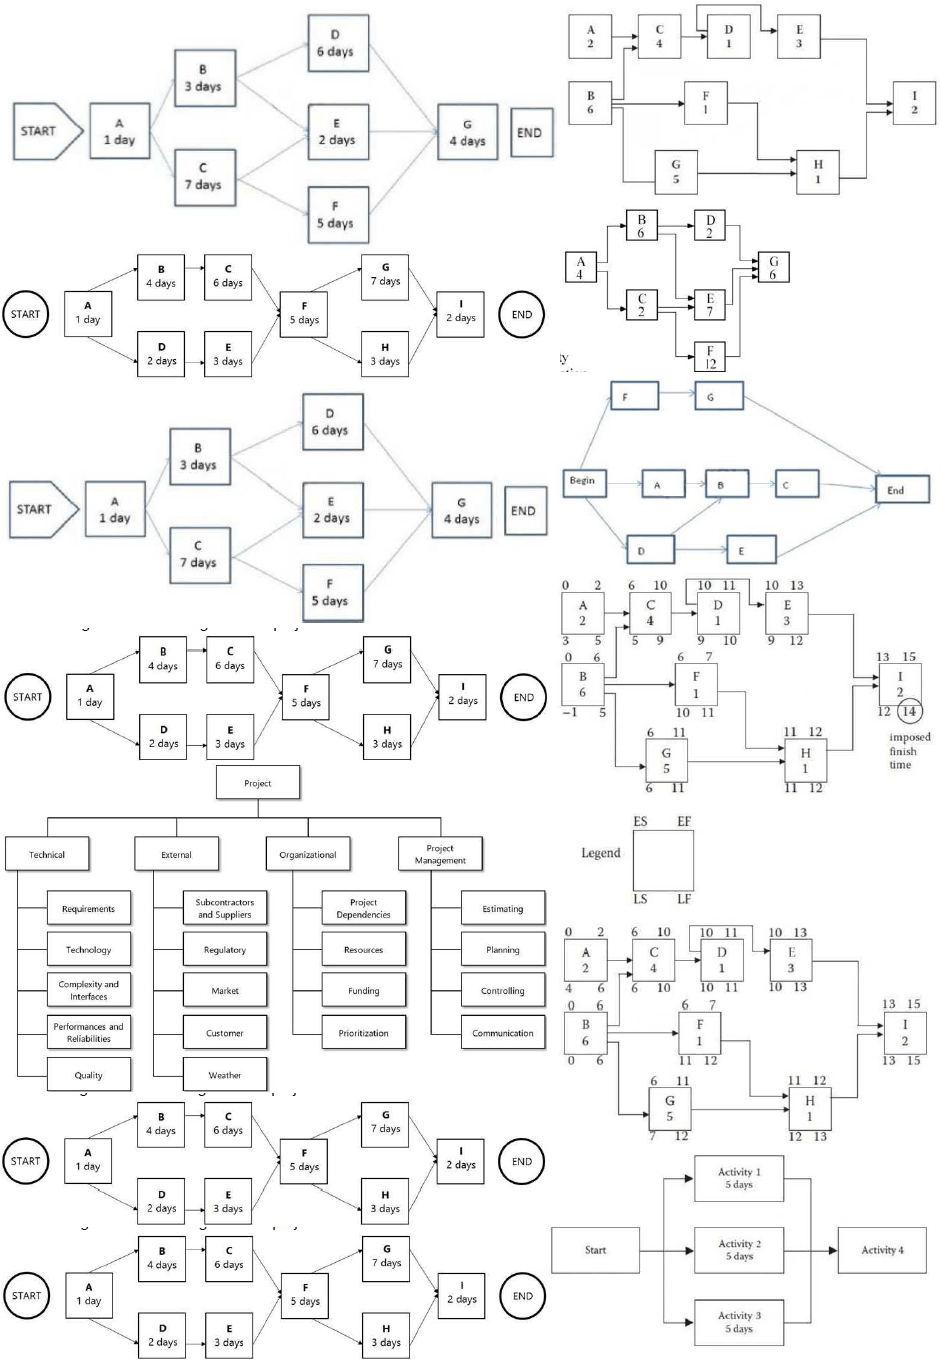 START
A
1 day
B
3 days
C
7 days
D
6 days
E
2 days
F
5 days
G
4 days
END
START
A
1 day
B
4 days
C
6 days
D
2 days
E
3 days
F
5 days
G
7 days
H
3 days
I
2 days
END
START
A
1 day
B
3 days
C
7 days
D
6 days
E
2 days
F
5 days
G
4 days
END
START
A
1 day
B
4 days
C
6 days
D
2 days
E
3 days
F
5 days
G
7 days
H
3 days
I
2 days
END
Project
Technical
External
Organizational
Project
Management
Requirements
Technology
Complexity and
Interfaces
Performances and
Reliabilities
Quality
Subcontractors
and Suppliers
Regulatory
Market
Customer
Weather
Project
Dependencies
Resources
Funding
Prioritization
Estimating
Planning
Controlling
Communication
START
A
1 day
B
4 days
C
6 days
D
2 days
E
3 days
F
5 days
G
7 days
H
3 days
I
2 days
END
START
A
1 day
B
4 days
C
6 days
D
2 days
E
3 days
F
5 days
G
7 days
H
3 days
I
2 days
END
A
2
C
4
D
1
E
3
B
6
F
1
I
2
G
5
H
1
A
4
B
6
D
2
C
2
E
7
G
6
F
12
F
G
Begin
A
B
C
End
D
E
0 2
A
2
3 5
6 10
C
4
5 9
10 11
D
1
9 10
10 13
E
3
9 12
0 6
B
6
−1 5
6 7
F
1
10 11
13 15
I
2
12 14
imposed
finish
time
6 11
G
5
6 11
11 12
H
1
11 12
ES EF
Legend
LS LF
0 2
A
2
4 6
6 10
C
4
6 10
10 11
D
1
10 11
10 13
E
3
10 13
0 6
B
6
0 6
6 7
F
1
11 12
13 15
I
2
13 15
6 11
G
5
7 12
11 12
H
1
12 13
Start
Activity 1
5 days
Activity 2
5 days
Activity 3
5 days
Activity 4